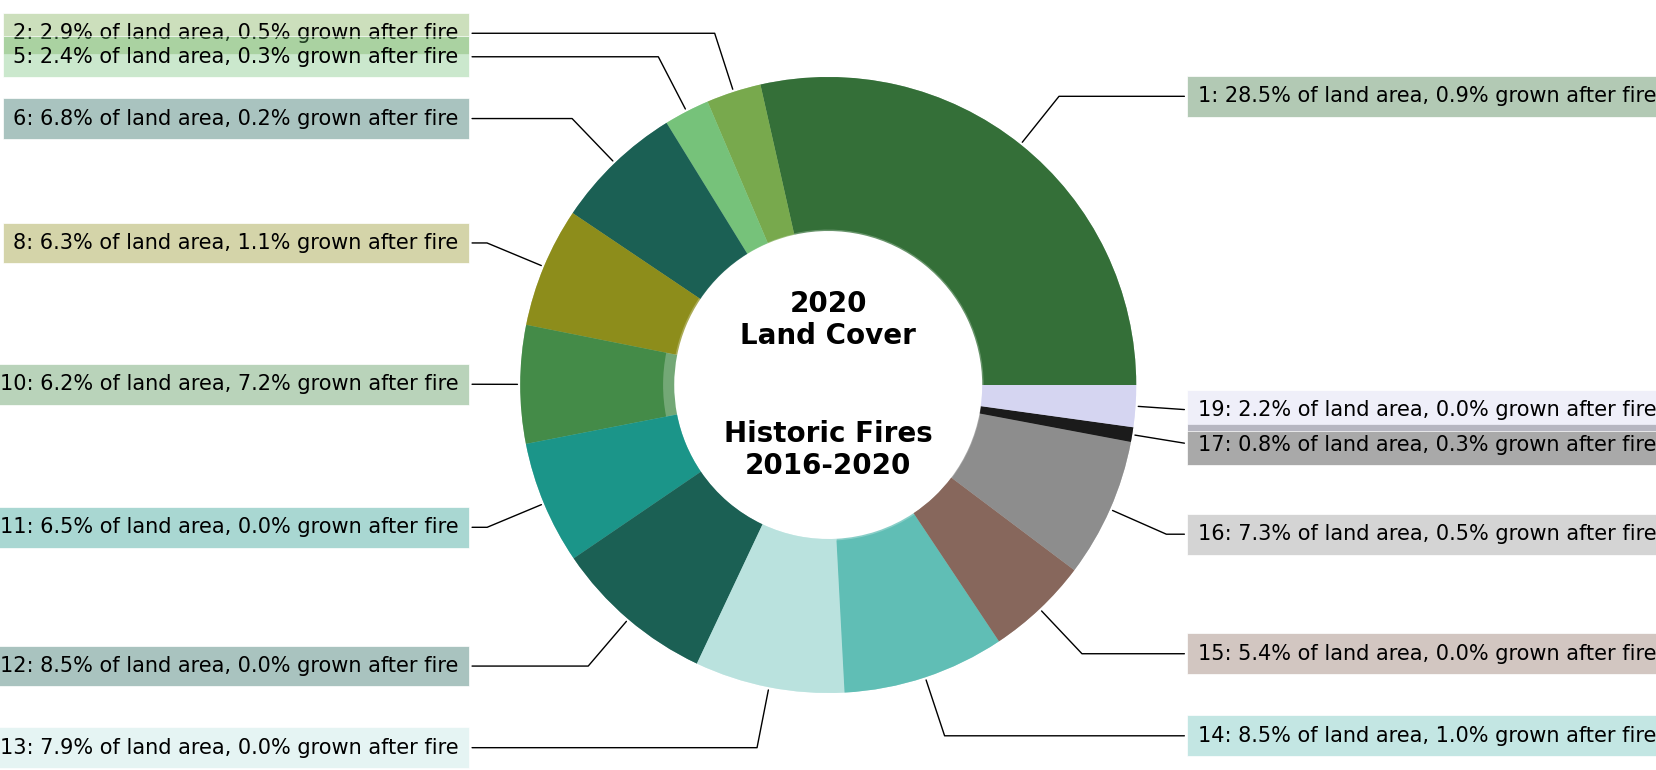 2: 2.9% of land area, 0.5% grown after fire
5: 2.4% of land area, 0.3% grown after fire
6: 6.8% of land area, 0.2% grown after fire
8: 6.3% of land area, 1.1% grown after fire
10: 6.2% of land area, 7.2% grown after fire
11: 6.5% of land area, 0.0% grown after fire
12: 8.5% of land area, 0.0% grown after fire
13: 7.9% of land area, 0.0% grown after fire
2020
Land Cover
Historic Fires
2016-2020
1: 28.5% of land area, 0.9% grown after fire
19: 2.2% of land area, 0.0% grown after fire
17: 0.8% of land area, 0.3% grown after fire
16: 7.3% of land area, 0.5% grown after fire
15: 5.4% of land area, 0.0% grown after fire
14: 8.5% of land area, 1.0% grown after fire